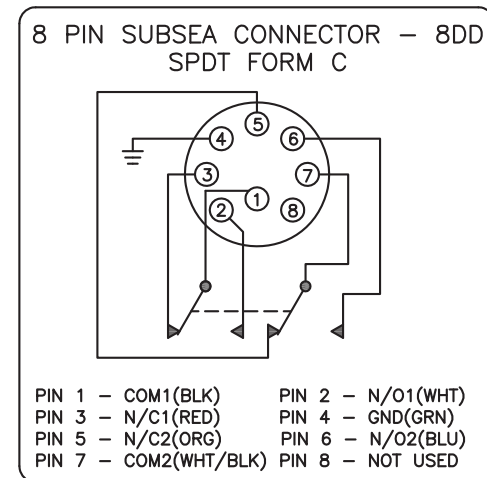 8 PIN SUBSEA CONNECTOR – 8DD
SPDT FORM C
5
4
6
3
7
1
2
8
PIN 1 – COM1(BLK) PIN 2 – N/O1(WHT)
PIN 3 – N/C1(RED) PIN 4 – GND(GRN)
PIN 5 – N/C2(ORG) PIN 6 – N/O2(BLU)
PIN 7 – COM2(WHT/BLK) PIN 8 – NOT USED